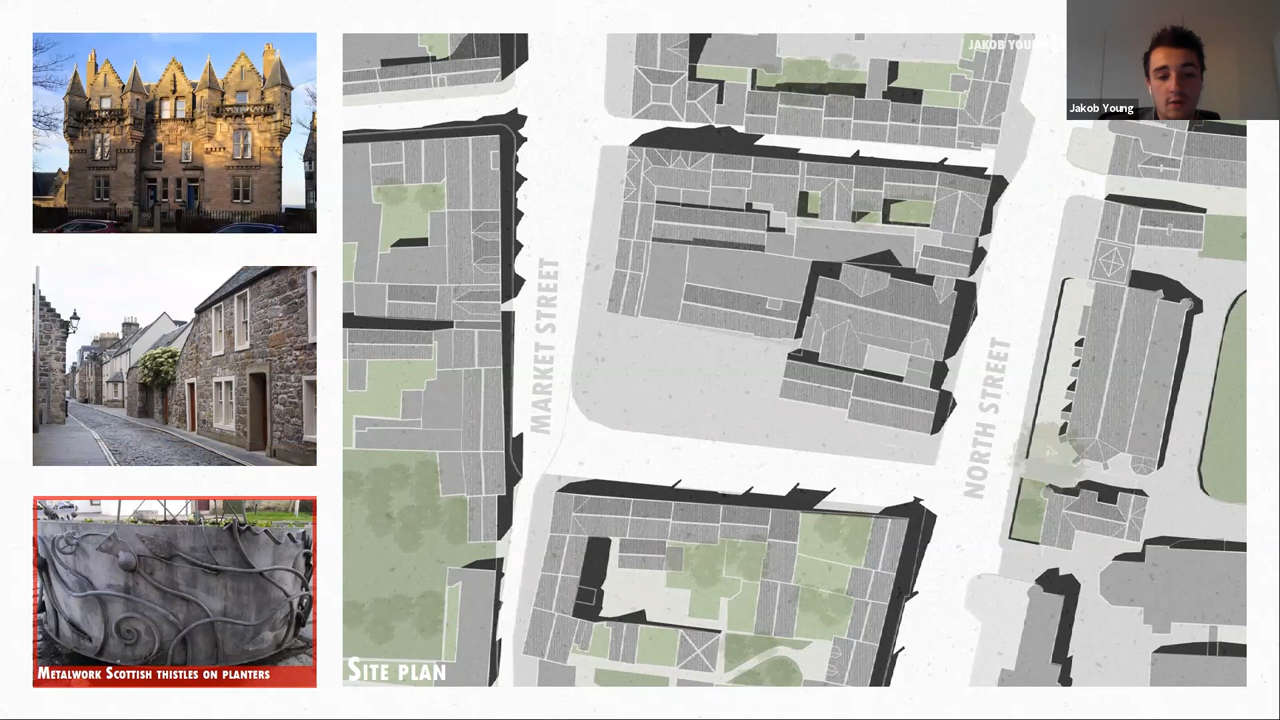 JAKOB YOUNG
Jakob Young
MARKET STREET
NORTH STREET
METALWORK SCOTTISH THISTLES ON PLANTERS
SITE PLAN